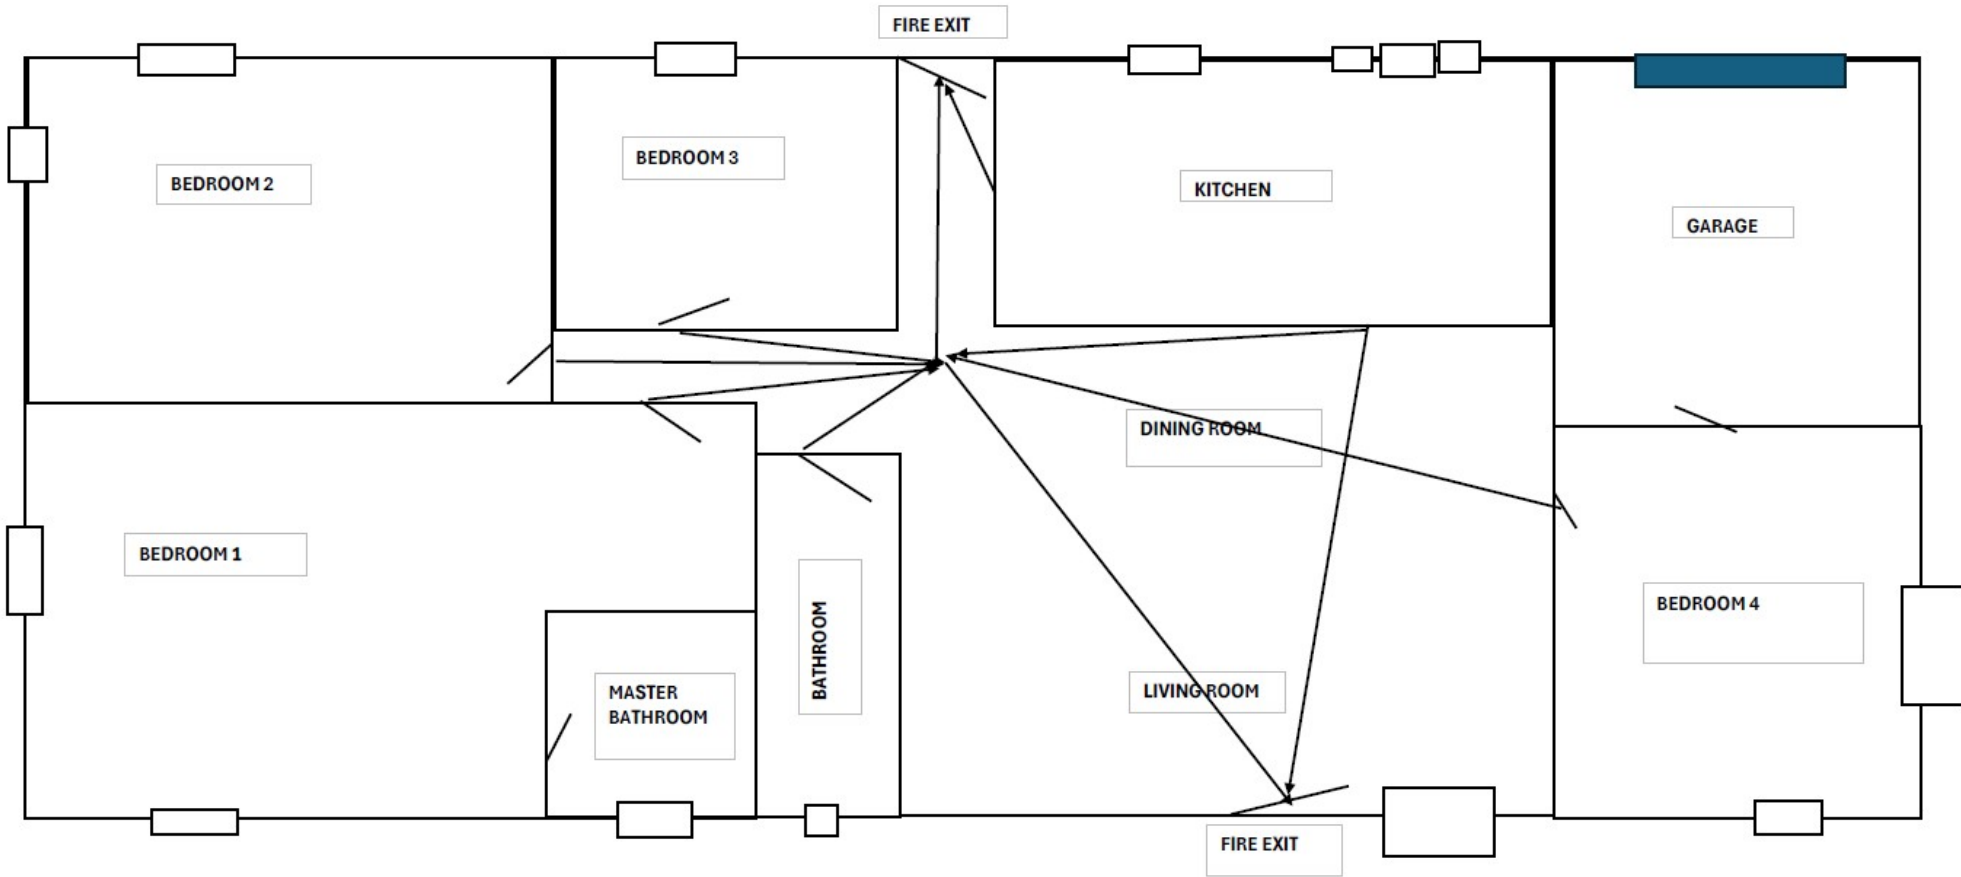 FIRE EXIT
BEDROOM 3
BEDROOM 2
KITCHEN
GARAGE
DINING ROOM
BEDROOM 1
BATHROOM
BEDROOM 4
MASTER
BATHROOM
LIVING ROOM
FIRE EXIT